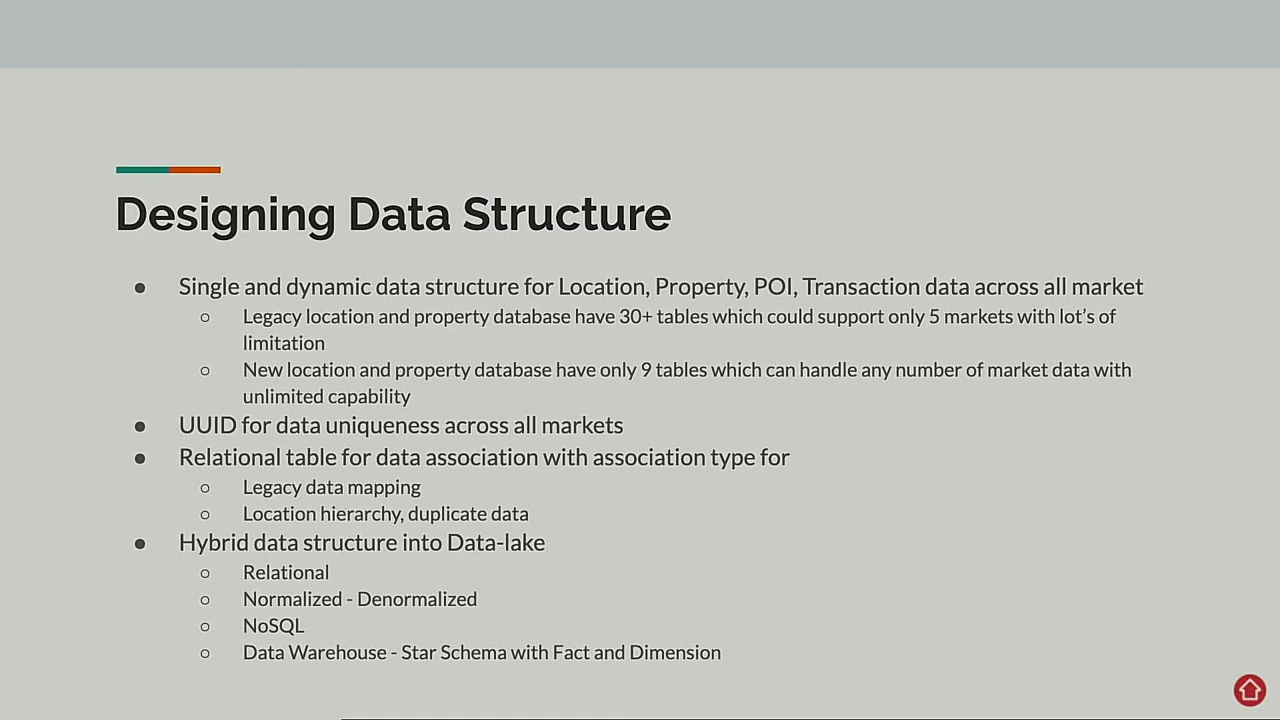 Designing Data Structure
● Single and dynamic data structure for Location, Property, POI, Transaction data across all market
○ Legacy location and property database have 30+ tables which could support only 5 markets with lot's of
limitation
○ New location and property database have only 9 tables which can handle any number of market data with
unlimited capability
● UUID for data uniqueness across all markets
● Relational table for data association with association type for
○ Legacy data mapping
○ Location hierarchy, duplicate data
● Hybrid data structure into Data-lake
○ Relational
○ Normalized - Denormalized
○ NoSQL
○ Data Warehouse - Star Schema with Fact and Dimension